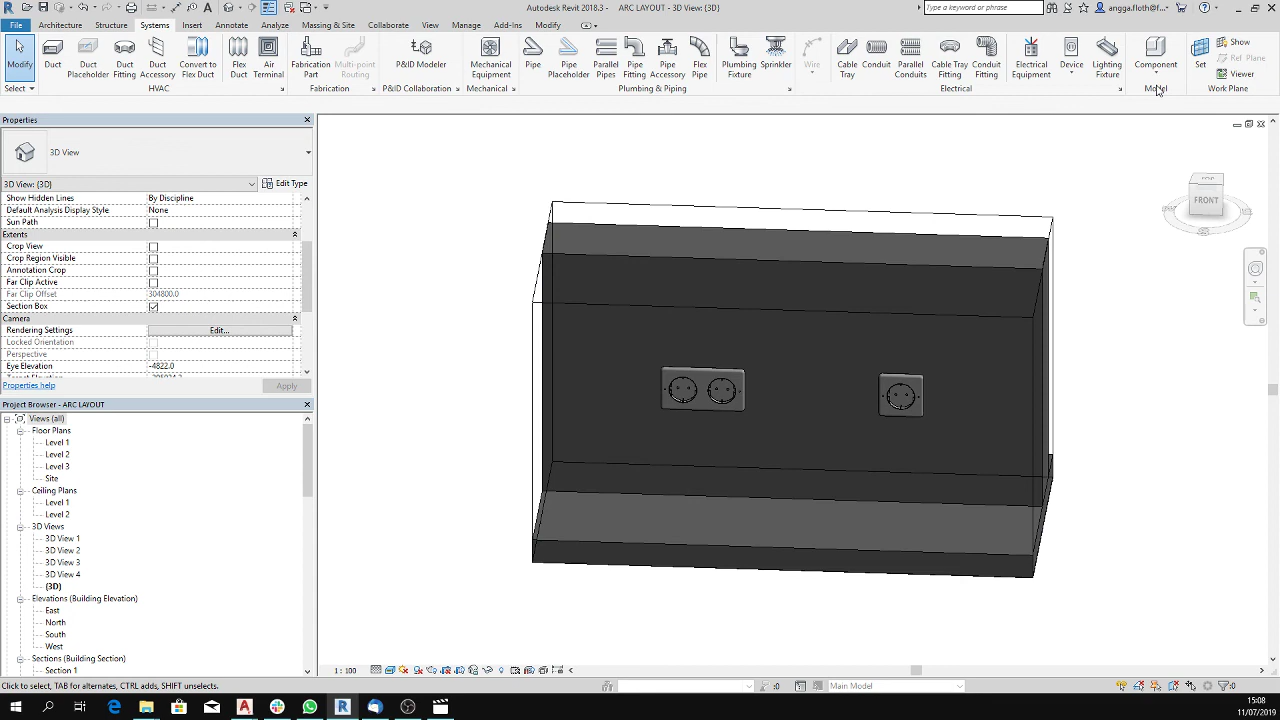 Autodesk Revit 2018.3 - ARC LAYOUT - 3D View: {3D}
Type a keyword or phrase
angga.floth@f...
File Architecture Structure Systems Insert Annotate Analyze Massing & Site Collaborate View Manage Add-Ins Modify
Modify
Duct
Duct Placeholder
Duct Fitting
Duct Accessory
Convert to Flex Duct
Flex Duct
Air Terminal
Fabrication Part
Multi-point Routing
P&ID Modeler
Mechanical Equipment
Pipe
Pipe Placeholder
Parallel Pipes
Pipe Fitting
Pipe Accessory
Flex Pipe
Plumbing Fixture
Sprinkler
Wire
Cable Tray
Conduit
Parallel Conduits
Cable Tray Fitting
Conduit Fitting
Electrical Equipment
Device
Lighting Fixture
Component
Set
Show
Ref Plane
Viewer
Select HVAC Fabrication P&ID Collaboration Mechanical Plumbing & Piping Electrical Model Work Plane
Properties
3D View
3D View: {3D} Edit Type
Show Hidden Lines By Discipline
Default Analysis Display Style None
Sun Path
Extents
Crop View
Crop Region Visible
Annotation Crop
Far Clip Active
Far Clip Offset 304800.0
Section Box
Camera
Rendering Settings Edit...
Locked Orientation
Perspective
Eye Elevation -4822.0
Properties help Apply
Project Browser - ARC LAYOUT
Views (all)
Floor Plans
Level 1
Level 2
Level 3
Site
Ceiling Plans
Level 1
Level 2
3D Views
3D View 1
3D View 2
3D View 3
3D View 4
{3D}
Elevations (Building Elevation)
East
North
South
West
Sections (Building Section)
Section 1
TOP
FRONT
1 : 100
Click to select, TAB for alternates, CTRL adds, SHIFT unselects.
:0
Main Model
:0
15:08
11/07/2019